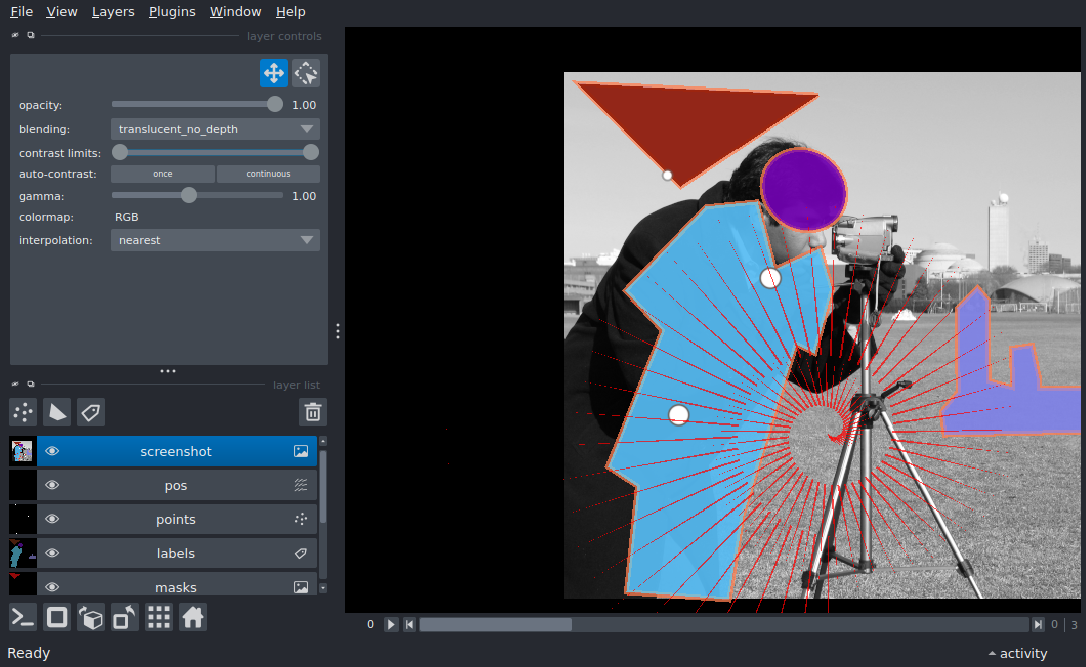 File View Layers Plugins Window Help
layer controls
opacity: 1.00
blending: translucent_no_depth
contrast limits:
auto-contrast: once continuous
gamma: 1.00
colormap: RGB
interpolation: nearest
layer list
screenshot
pos
points
labels
masks
0 0 3
Ready activity